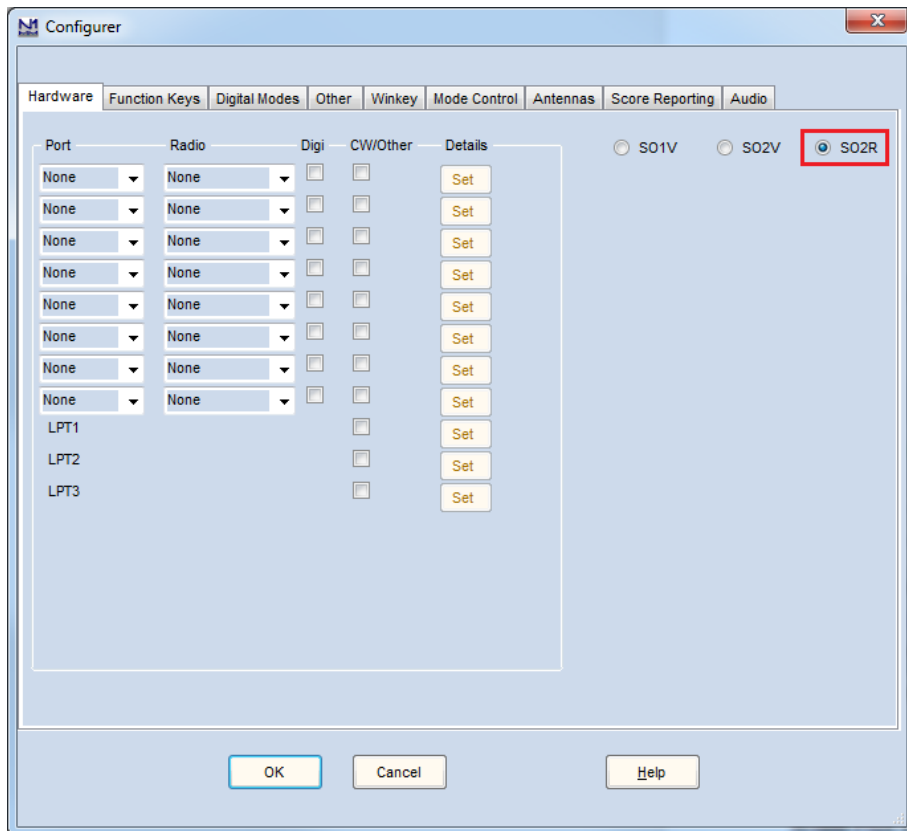 N1 MM Configurer X
Hardware Function Keys Digital Modes Other Winkey Mode Control Antennas Score Reporting Audio
Port Radio Digi CW/Other Details SO1V SO2V SO2R
None None Set
None None Set
None None Set
None None Set
None None Set
None None Set
None None Set
None None Set
LPT1 Set
LPT2 Set
LPT3 Set
OK Cancel Help